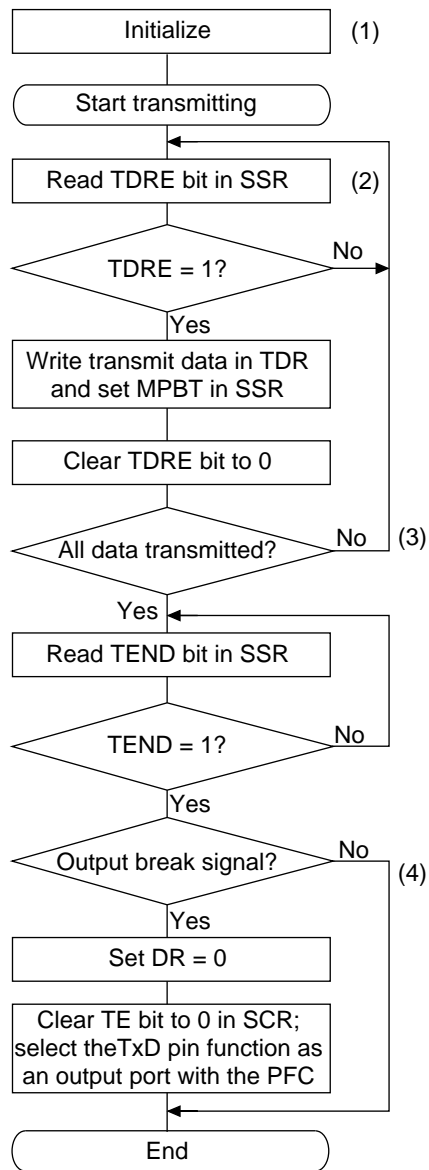 Initialize (1)
Start transmitting
Read TDRE bit in SSR (2)
TDRE = 1? No
Yes
Write transmit data in TDR
and set MPBT in SSR
Clear TDRE bit to 0
All data transmitted? No (3)
Yes
Read TEND bit in SSR
TEND = 1? No
Yes
Output break signal? No (4)
Yes
Set DR = 0
Clear TE bit to 0 in SCR;
select theTxD pin function as
an output port with the PFC
End